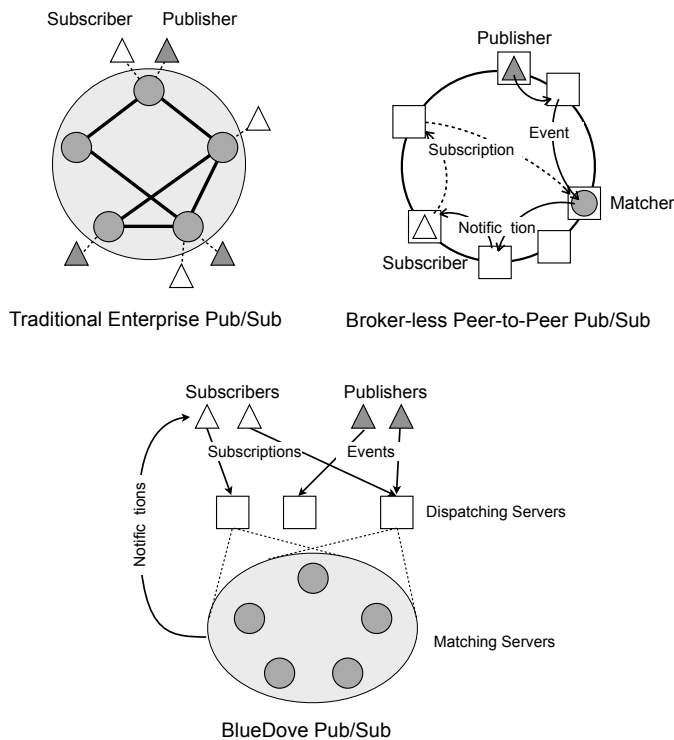 Subscriber Publisher
Traditional Enterprise Pub/Sub
Publisher
Event
Subscription
Matcher
Notific tion
Subscriber
Broker-less Peer-to-Peer Pub/Sub
Subscribers Publishers
Subscriptions Events
Notific tions
Dispatching Servers
Matching Servers
BlueDove Pub/Sub